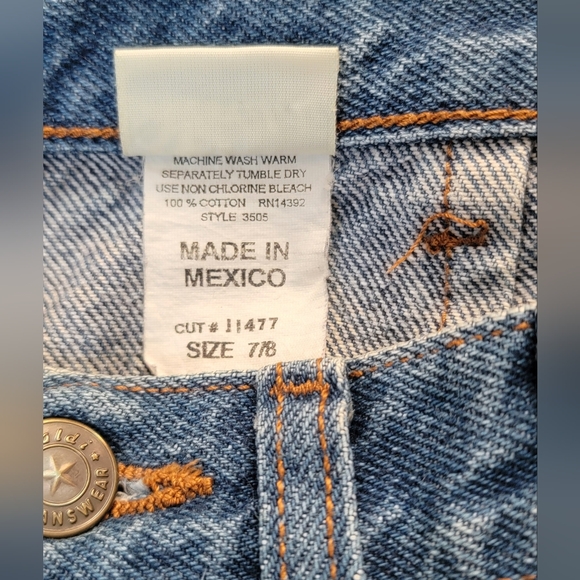 MACHINE WASH WARM
SEPARATELY TUMBLE DRY
USE NON CHLORINE BLEACH
100 % COTTON RN14392
STYLE 3505
MADE IN
MEXICO
CUT # 11477
SIZE 7/8